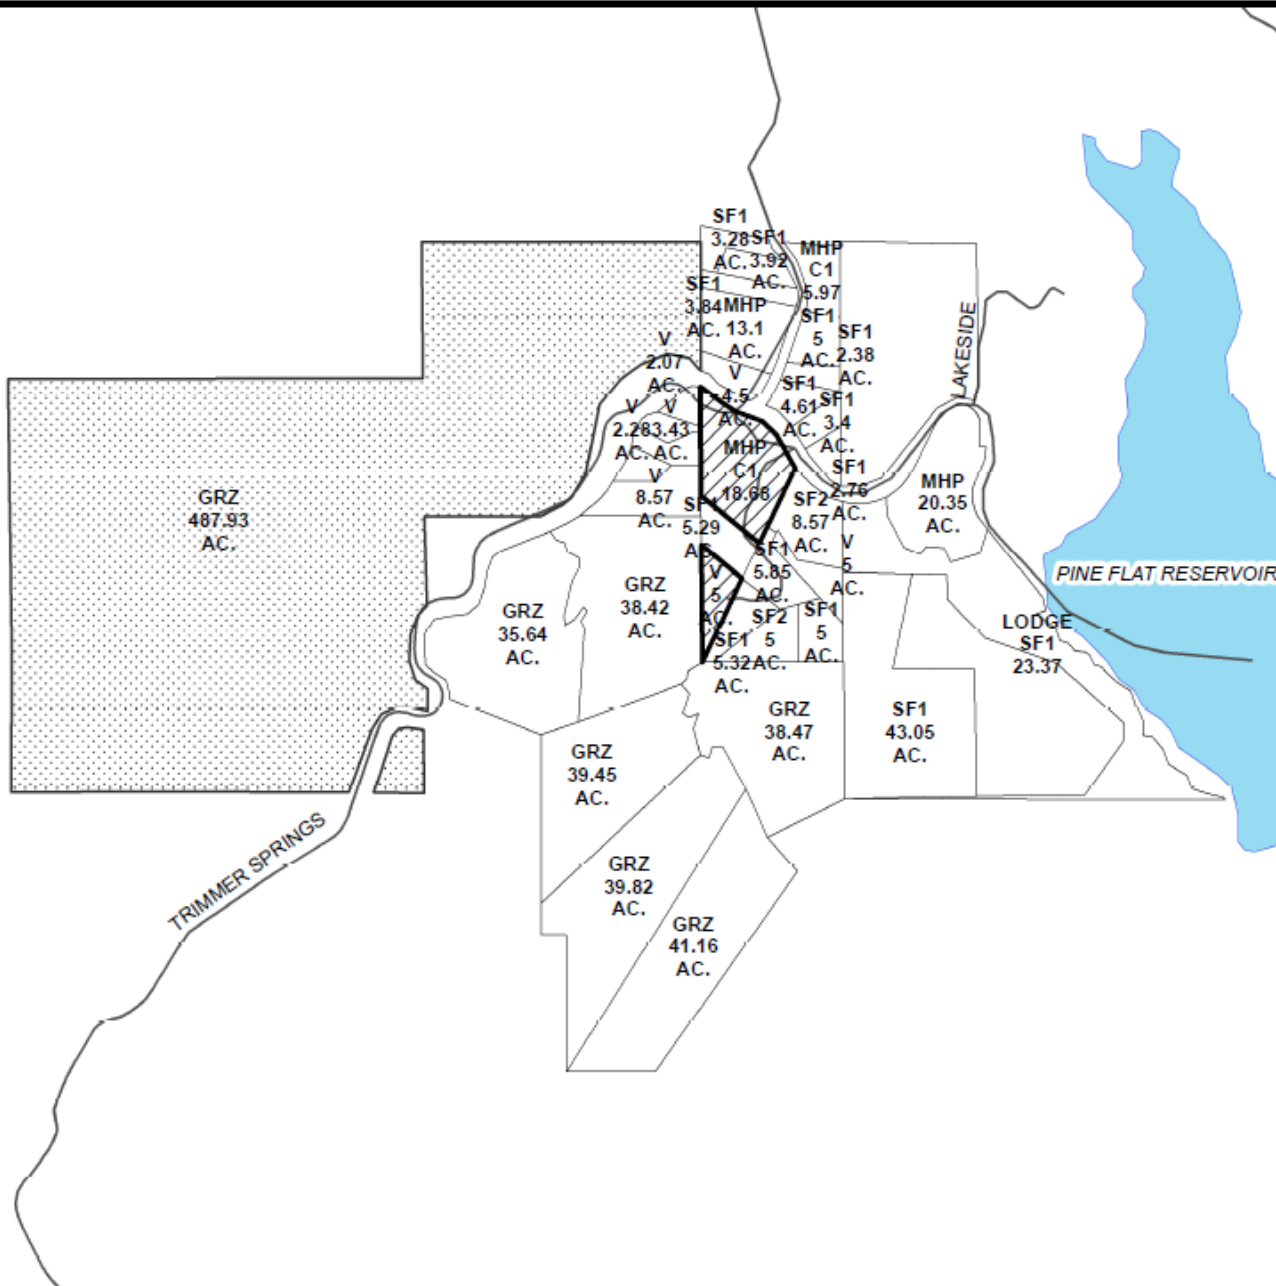 SF1
3.28
AC.
SF1
3.92
AC.
MHP
C1
5.97
SF1
3.84
AC.
MHP
13.1
AC.
SF1
5
AC.
SF1
2.38
AC.
LAKESIDE
V
2.07
AC.
V
4.5
AC.
SF1
4.61
AC.
SF1
3.4
AC.
V
2.28
AC.
V
3.43
AC.
MHP
C1
18.68
SF1
2.76
AC.
MHP
20.35
AC.
GRZ
487.93
AC.
V
8.57
AC.
SF1
5.29
AC.
SF2
8.57
AC.
V
5
AC.
SF1
5.85
AC.
PINE FLAT RESERVOIR
V
5
AC.
GRZ
38.42
AC.
GRZ
35.64
AC.
SF2
5
AC.
SF1
5
AC.
LODGE
SF1
23.37
SF1
5.32
AC.
GRZ
38.47
AC.
SF1
43.05
AC.
GRZ
39.45
AC.
TRIMMER SPRINGS
GRZ
39.82
AC.
GRZ
41.16
AC.